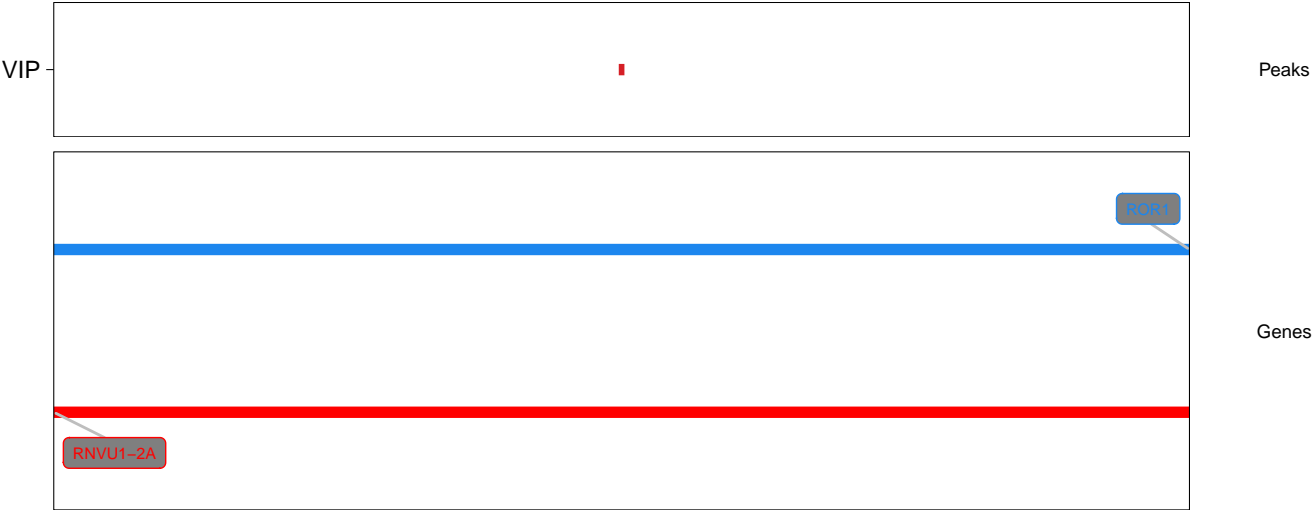 VIP
Peaks
ROR1
Genes
RNVU1−2A